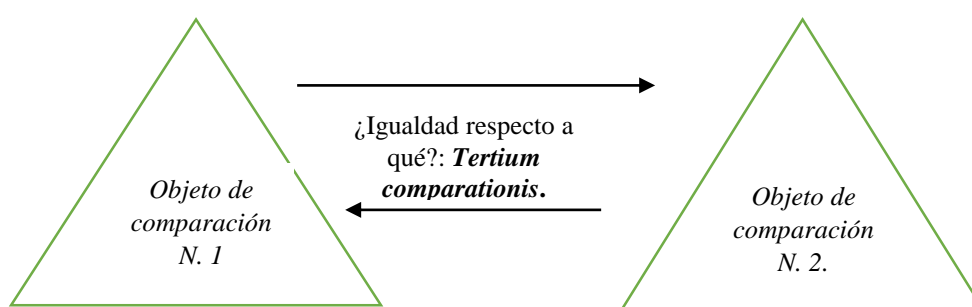 ¿Igualdad respecto a
qué?: Tertium
comparationis.
Objeto de
comparación
N. 1
Objeto de
comparación
N. 2.